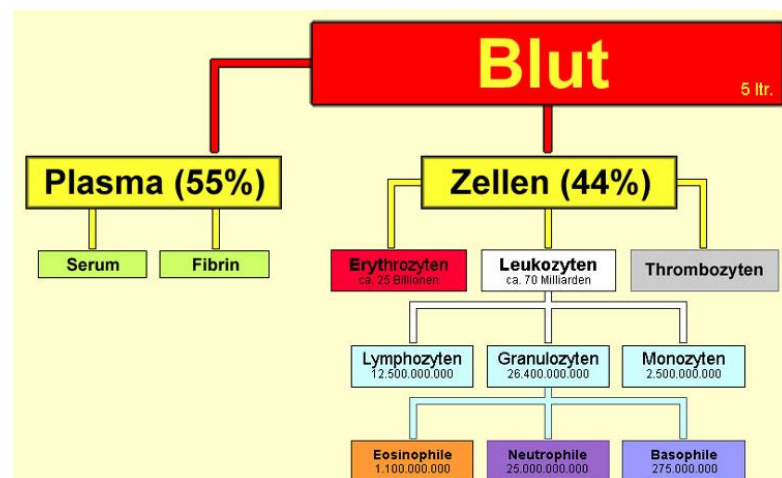 Blut
5 ltr.
Plasma (55%)
Zellen (44%)
Serum
Fibrin
Erythrozyten
ca. 25 Billionen
Leukozyten
ca. 70 Milliarden
Thrombozyten
Lymphozyten
12.500.000.000
Granulozyten
26.400.000.000
Monozyten
2.500.000.000
Eosinophile
1.100.000.000
Neutrophile
25.000.000.000
Basophile
275.000.000